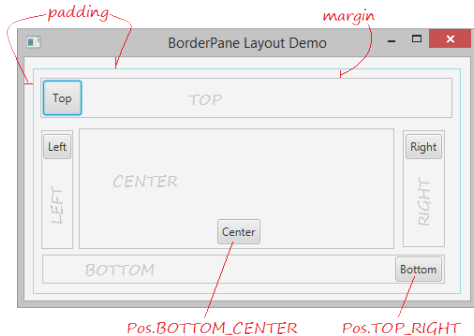 padding
margin
BorderPane Layout Demo
Top
TOP
Left
Right
CENTER
LEFT
RIGHT
Center
BOTTOM
Bottom
Pos.BOTTOM_CENTER
Pos.TOP_RIGHT